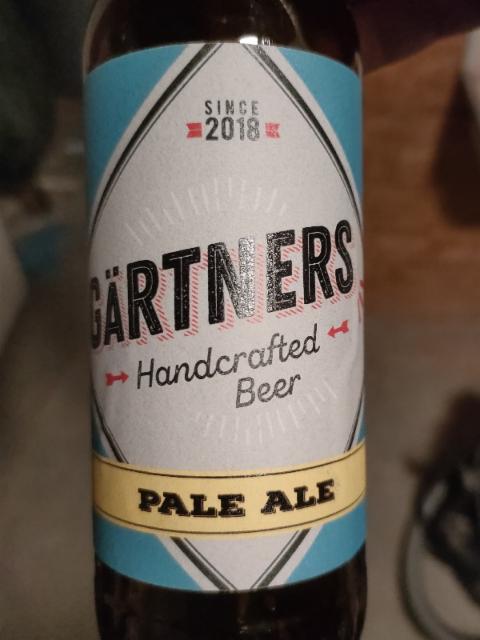 SINCE
2018
GÄRTNERS
Handcrafted
Beer
PALE ALE